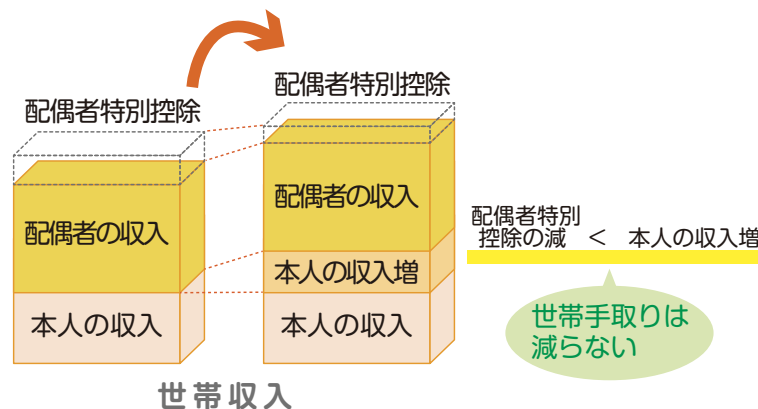 配偶者特別控除
配偶者特別控除
配偶者の収入
配偶者の収入
本人の収入増
本人の収入
本人の収入
世帯収入
配偶者特別
控除の減 < 本人の収入増
世帯手取りは
減らない